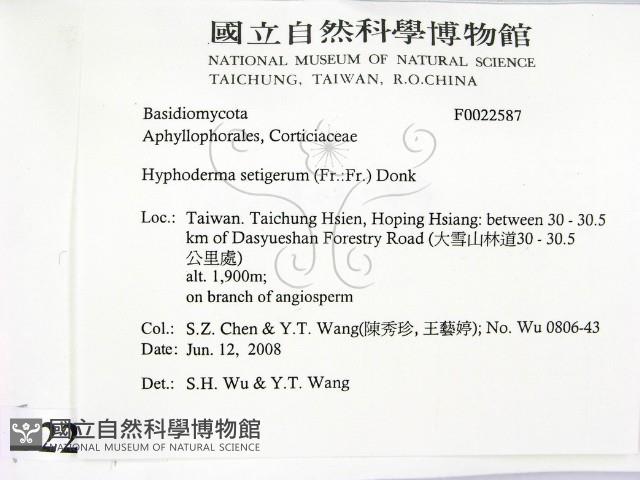 國立自然科學博物館
NATIONAL MUSEUM OF NATURAL SCIENCE
TAICHUNG, TAIWAN, R.O.CHINA
Basidiomycota F0022587
Aphyllophorales, Corticiaceae
Hyphoderma setigerum (Fr.:Fr.) Donk
Loc.: Taiwan. Taichung Hsien, Hoping Hsiang: between 30 - 30.5
km of Dasyueshan Forestry Road (大雪山林道30 - 30.5
公里處)
alt. 1,900m;
on branch of angiosperm
Col.: S.Z. Chen & Y.T. Wang(陳秀珍, 王藝婷); No. Wu 0806-43
Date: Jun. 12, 2008
Det.: S.H. Wu & Y.T. Wang
22
國立自然科學博物館
NATIONAL MUSEUM OF NATURAL SCIENCE